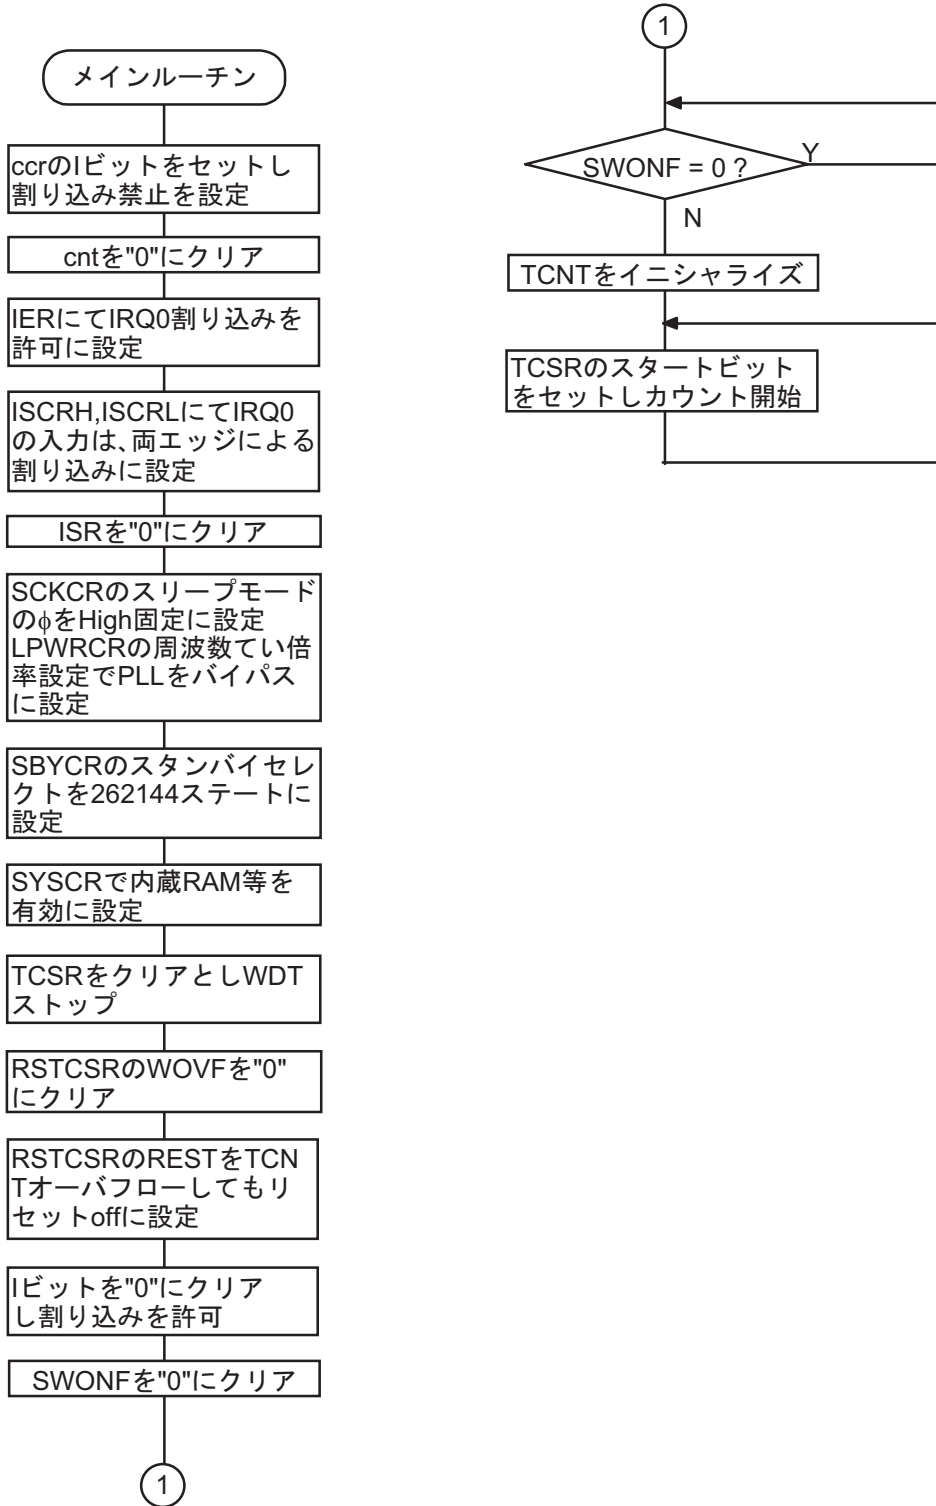 メインルーチン
ccrのIビットをセットし
割り込み禁止を設定
cntを"0"にクリア
IERにてIRQ0割り込みを
許可に設定
ISCRH,ISCRLにてIRQ0
の入力は、両エッジによる
割り込みに設定
ISRを"0"にクリア
SCKCRのスリープモード
のφをHigh固定に設定
LPWRCRの周波数てい倍
率設定でPLLをバイパス
に設定
SBYCRのスタンバイセレ
クトを262144ステートに
設定
SYSCRで内蔵RAM等を
有効に設定
TCSRをクリアとしWDT
ストップ
RSTCSRのWOVFを"0"
にクリア
RSTCSRのRESTをTCN
Tオーバフローしてもリ
セットoffに設定
Iビットを"0"にクリア
し割り込みを許可
SWONFを"0"にクリア
1
1
SWONF = 0 ?
Y
N
TCNTをイニシャライズ
TCSRのスタートビット
をセットしカウント開始